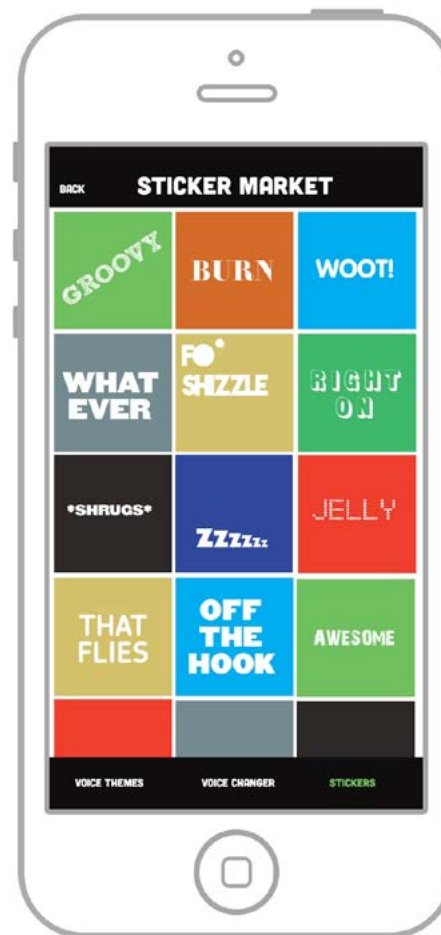 BACK STICKER MARKET
GROOVY
BURN
WOOT!
WHAT
EVER
FO'
SHIZZLE
RIGHT
ON
*SHRUGS*
ZZZZZZ
JELLY
THAT
FLIES
OFF
THE
HOOK
AWESOME
VOICE THEMES VOICE CHANGER STICKERS